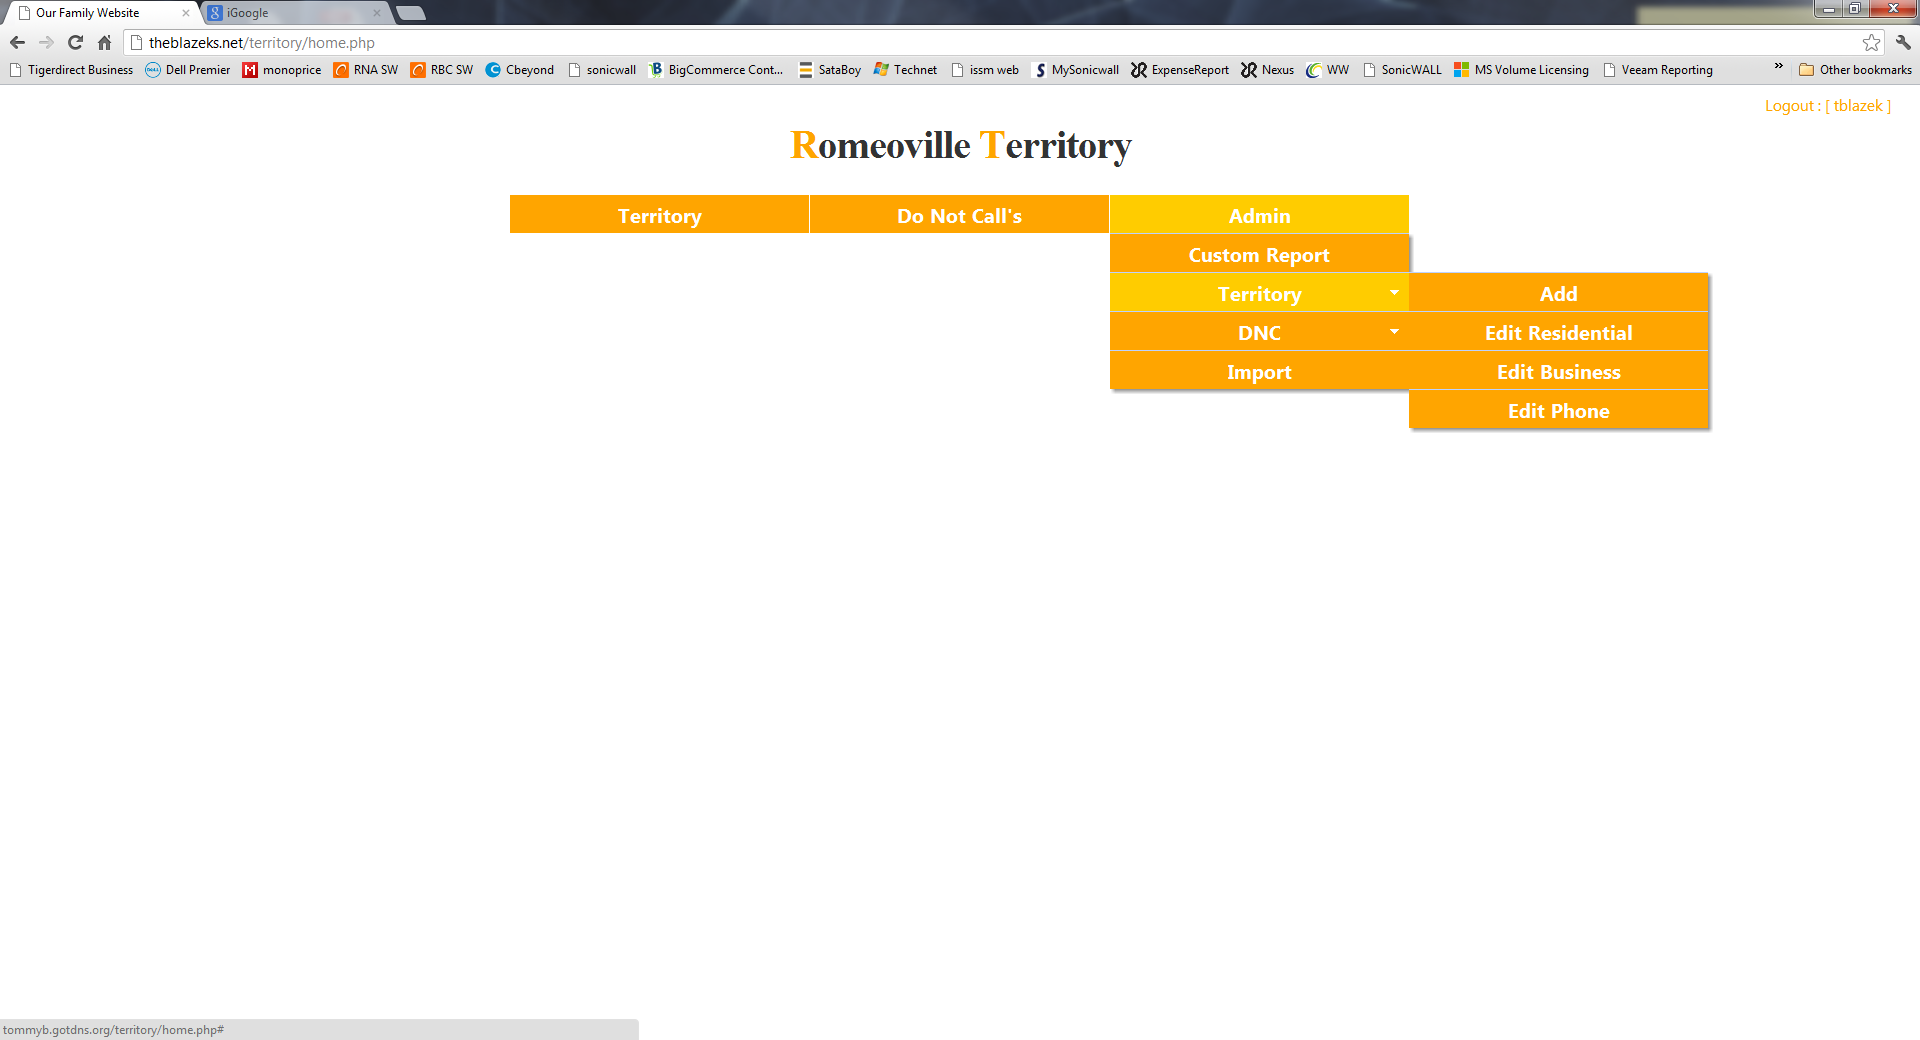 Our Family Website
iGoogle
theblazeks.net/territory/home.php
Tigerdirect Business Dell Premier monoprice RNA SW RBC SW Cbeyond sonicwall BigCommerce Cont... SataBoy Technet issm web MySonicwall ExpenseReport Nexus WW SonicWALL MS Volume Licensing Veeam Reporting » Other bookmarks
Logout : [ tblazek ]
Romeoville Territory
Territory Do Not Call's Admin
Custom Report
Territory Add
DNC Edit Residential
Import Edit Business
Edit Phone
tommyb.gotdns.org/territory/home.php#